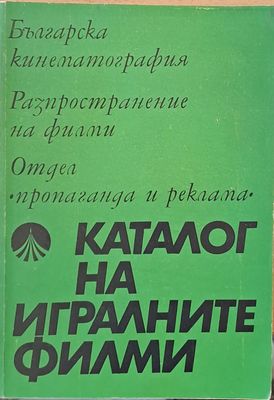 Българска
кинематография
Разпространение
на филми
Отдел
"пропаганда и реклама"
КАТАЛОГ
НА
ИГРАЛНИТЕ
ФИЛМИ